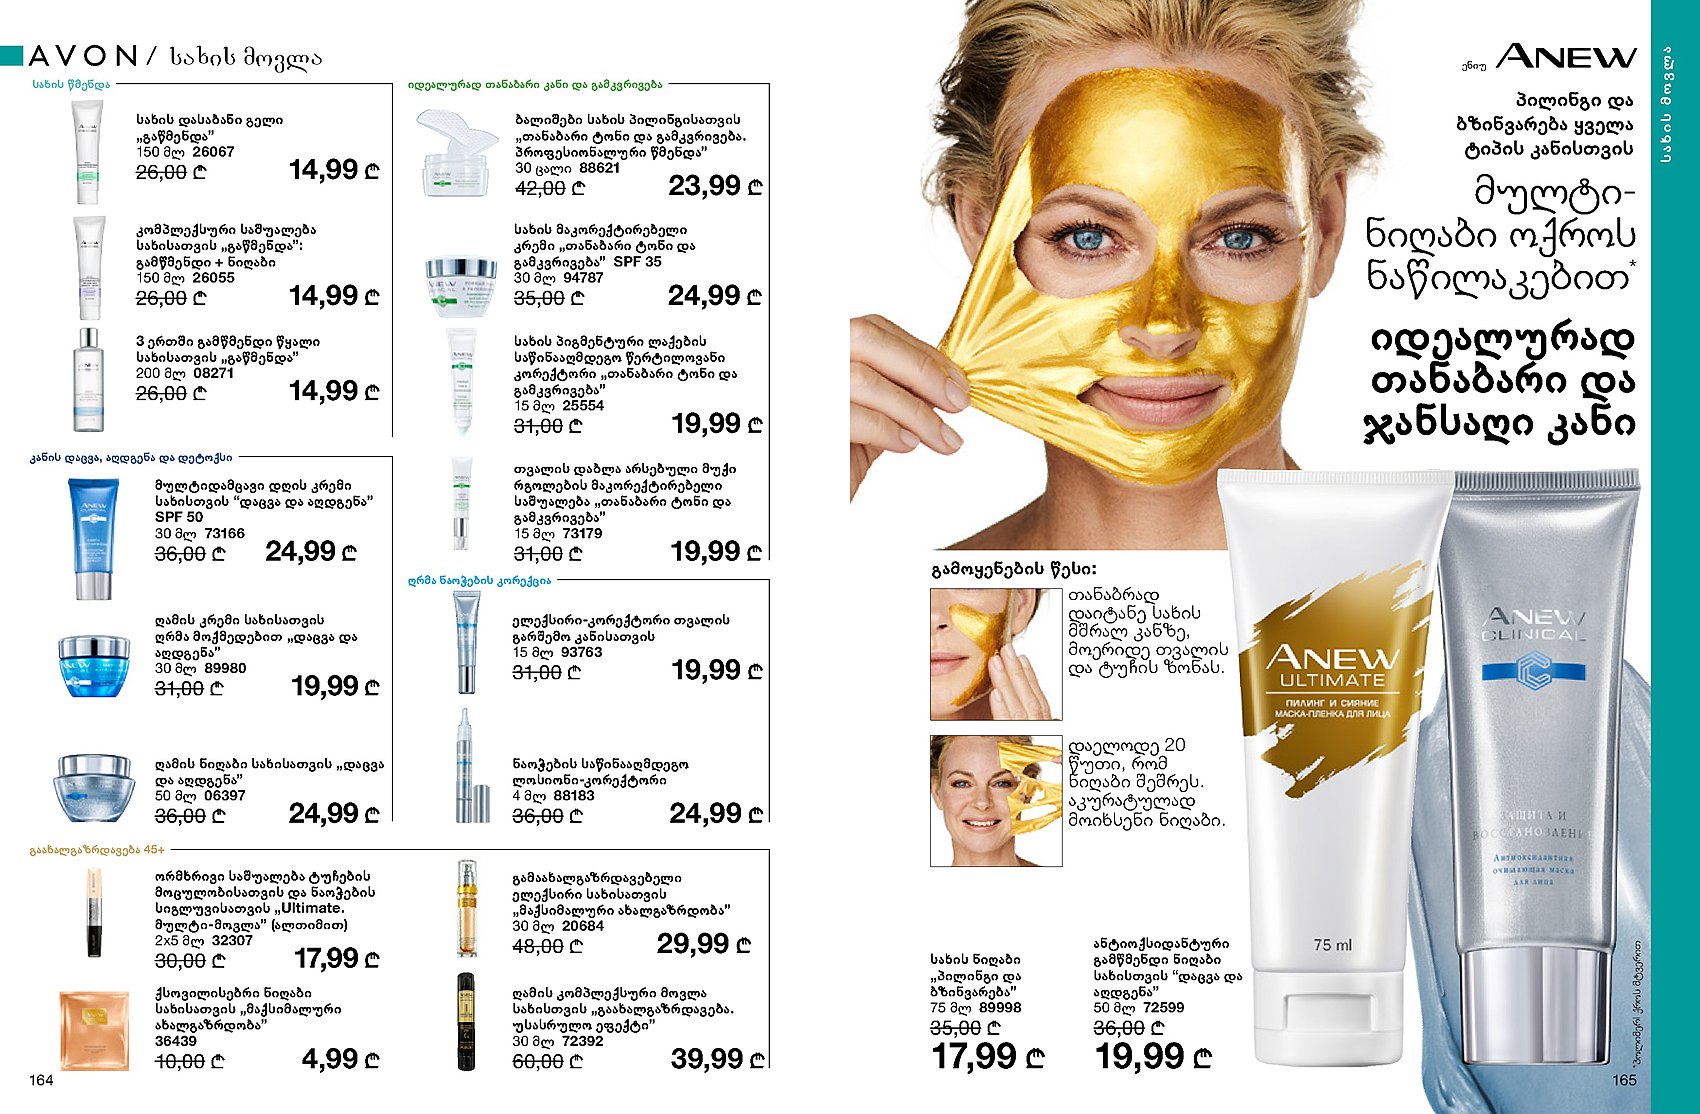 AVON / სახის მოვლა
სახის წმენდა
სახის დასაბანი გელი
„გაწმენდა”
150 მლ 26067
26,00 ₾ 14,99 ₾
კომპლექსური საშუალება
სახისათვის „გაწმენდა”:
გამწმენდი + ნიღაბი
150 მლ 26055
26,00 ₾ 14,99 ₾
3 ერთში გამწმენდი წყალი
სახისათვის „გაწმენდა”
200 მლ 08271
26,00 ₾ 14,99 ₾
კანის დაცვა, აღდგენა და დეტოქსი
მულტიდამცავი დღის კრემი
სახისთვის “დაცვა და აღდგენა”
SPF 50
30 მლ 73166
36,00 ₾ 24,99 ₾
ღამის კრემი სახისათვის
ღრმა მოქმედებით „დაცვა და
აღდგენა”
30 მლ 89980
31,00 ₾ 19,99 ₾
ღამის ნიღაბი სახისათვის „დაცვა
და აღდგენა”
50 მლ 06397
36,00 ₾ 24,99 ₾
იდეალურად თანაბარი კანი და გამკვრივება
ბალიშები სახის პილინგისათვის
„თანაბარი ტონი და გამკვრივება.
პროფესიონალური წმენდა”
30 ცალი 88621
42,00 ₾ 23,99 ₾
სახის მაკორექტირებელი
კრემი „თანაბარი ტონი და
გამკვრივება” SPF 35
30 მლ 94787
35,00 ₾ 24,99 ₾
სახის პიგმენტური ლაქების
საწინააღმდეგო წერტილოვანი
კორექტორი „თანაბარი ტონი და
გამკვრივება”
15 მლ 25554
31,00 ₾ 19,99 ₾
თვალის დაბლა არსებული მუქი
რგოლების მაკორექტირებელი
საშუალება „თანაბარი ტონი და
გამკვრივება”
15 მლ 73179
31,00 ₾ 19,99 ₾
ღრმა ნაოჭების კორექცია
ელექსირი-კორექტორი თვალის
გარშემო კანისათვის
15 მლ 93763
31,00 ₾ 19,99 ₾
ნაოჭების საწინააღმდეგო
ლოსიონი-კორექტორი
4 მლ 88183
36,00 ₾ 24,99 ₾
გაახალგაზრდავება 45+
ორმხრივი საშუალება ტუჩების
მოცულობისათვის და ნაოჭების
სიგლუვისათვის „Ultimate.
მულტი-მოვლა” (ალთიმით)
2x5 მლ 32307
30,00 ₾ 17,99 ₾
ქსოვილისებრი ნიღაბი
სახისათვის „მაქსიმალური
ახალგაზრდობა”
36439
10,00 ₾ 4,99 ₾
გამაახალგაზრდავებელი
ელექსირი სახისათვის
„მაქსიმალური ახალგაზრდობა”
30 მლ 20684
48,00 ₾ 29,99 ₾
ღამის კომპლექსური მოვლა
სახისათვის „გაახალგაზრდავება.
უსასრულო ეფექტი”
30 მლ 72392
60,00 ₾ 39,99 ₾
164
ენიუ ANEW
პილინგი და
ბზინვარება ყველა
ტიპის კანისთვის
მულტი-
ნიღაბი ოქროს
ნაწილაკებით*
იდეალურად
თანაბარი და
ჯანსაღი კანი
სახის მოვლა
გამოყენების წესი:
თანაბრად
დაიტანე სახის
მშრალ კანზე,
მოერიდე თვალის
და ტუჩის ზონას.
დაელოდე 20
წუთი, რომ
ნიღაბი შეშრეს.
აკურატულად
მოიხსენი ნიღაბი.
ANEW
ULTIMATE
ПИЛИНГ И СИЯНИЕ
МАСКА-ПЛЕНКА ДЛЯ ЛИЦА
75 ml
ANEW
CLINICAL
ЗАЩИТА И
ВОССТАНОВЛЕНИЕ
Антиоксидантная
очищающая маска
для лица
სახის ნიღაბი
„პილინგი და
ბზინვარება”
75 მლ 89998
35,00 ₾
17,99 ₾
ანტიოქსიდანტური
გამწმენდი ნიღაბი
სახისთვის “დაცვა და
აღდგენა”
50 მლ 72599
36,00 ₾
19,99 ₾
*პოლიმერ ქროს მტვერით
165